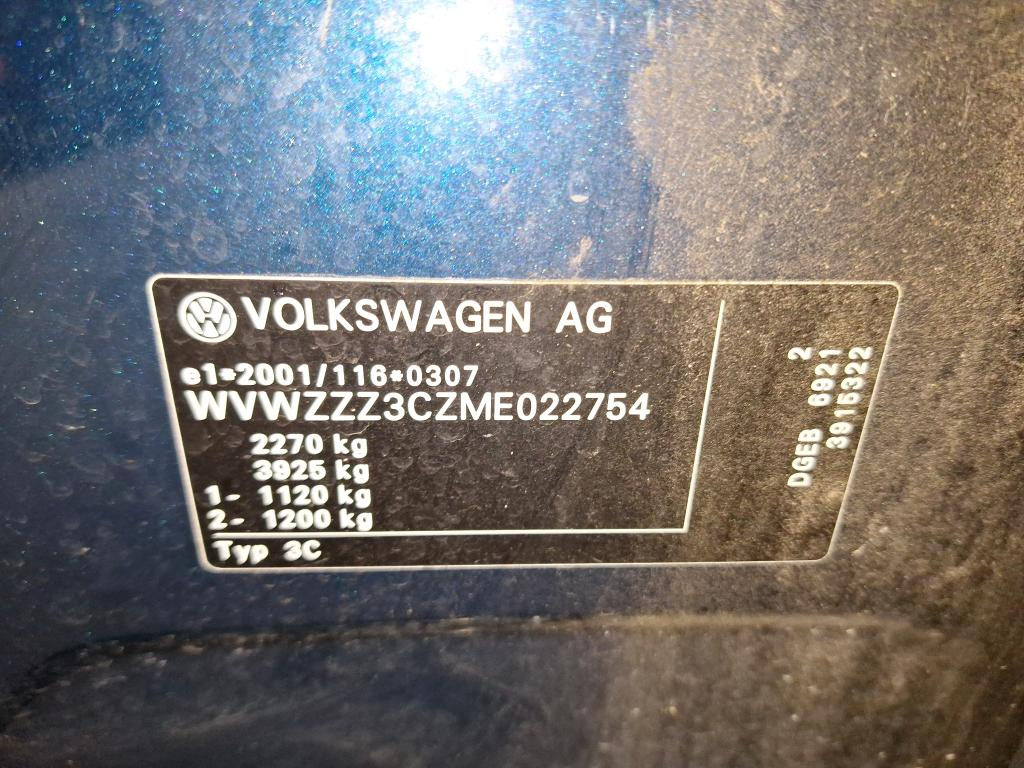 VOLKSWAGEN AG
e1*2001/116*0307
WVWZZZ3CZME022754
2270 kg
3925 kg
1- 1120 kg
2- 1200 kg
Typ 3C
2
DGEB 6921
3915322